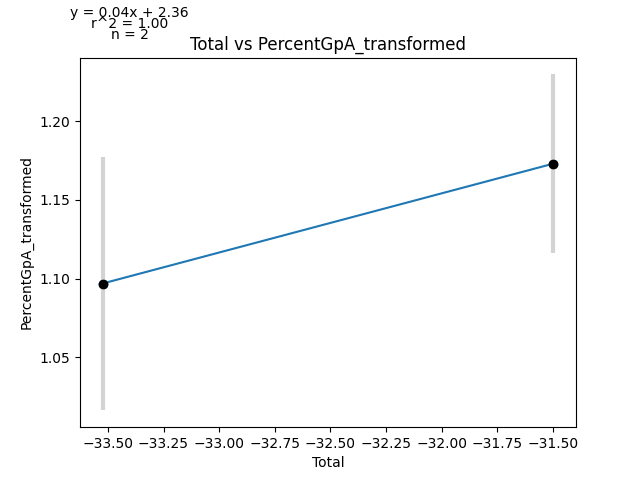 y = 0.04x + 2.36
r^2 = 1.00
n = 2
Total vs PercentGpA_transformed
PercentGpA_transformed
1.20
1.15
1.10
1.05
−33.50 −33.25 −33.00 −32.75 −32.50 −32.25 −32.00 −31.75 −31.50
Total